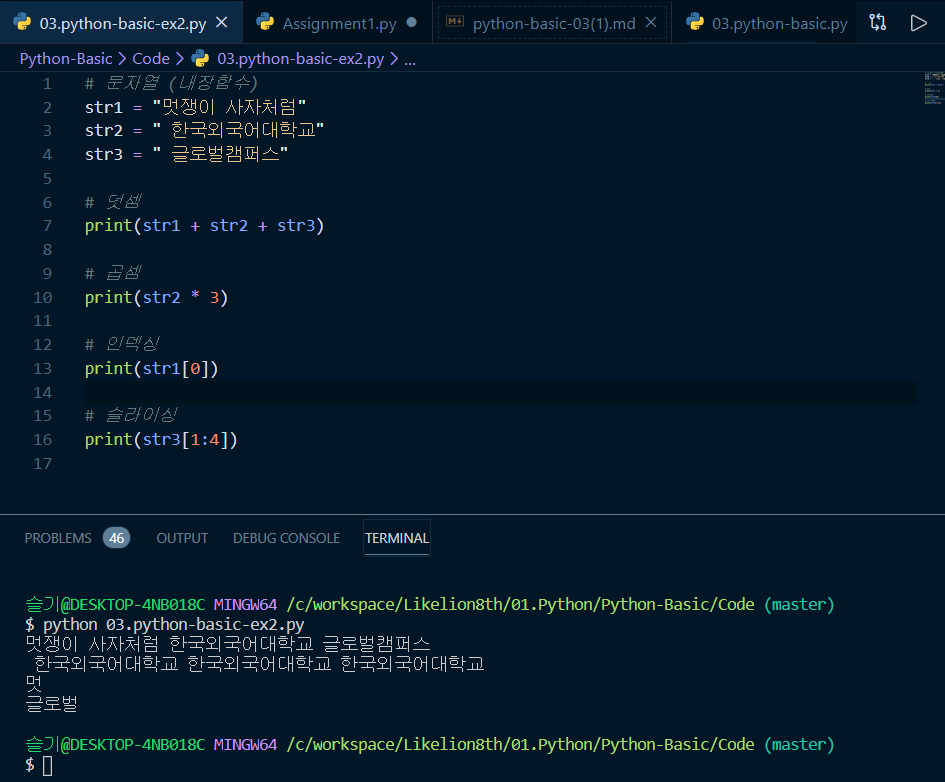 03.python-basic-ex2.py
Assignment1.py
python-basic-03(1).md
03.python-basic.py
Python-Basic > Code > 03.python-basic-ex2.py > ...
1 # 문자열 (내장함수)
2 str1 = "멋쟁이 사자처럼"
3 str2 = " 한국외국어대학교"
4 str3 = " 글로벌캠퍼스"
5
6 # 덧셈
7 print(str1 + str2 + str3)
8
9 # 곱셈
10 print(str2 * 3)
11
12 # 인덱싱
13 print(str1[0])
14
15 # 슬라이싱
16 print(str3[1:4])
17
PROBLEMS 46 OUTPUT DEBUG CONSOLE TERMINAL
슬기@DESKTOP-4NB018C MINGW64 /c/workspace/Likelion8th/01.Python/Python-Basic/Code (master)
$ python 03.python-basic-ex2.py
멋쟁이 사자처럼 한국외국어대학교 글로벌캠퍼스
 한국외국어대학교 한국외국어대학교 한국외국어대학교
멋
글로벌
슬기@DESKTOP-4NB018C MINGW64 /c/workspace/Likelion8th/01.Python/Python-Basic/Code (master)
$